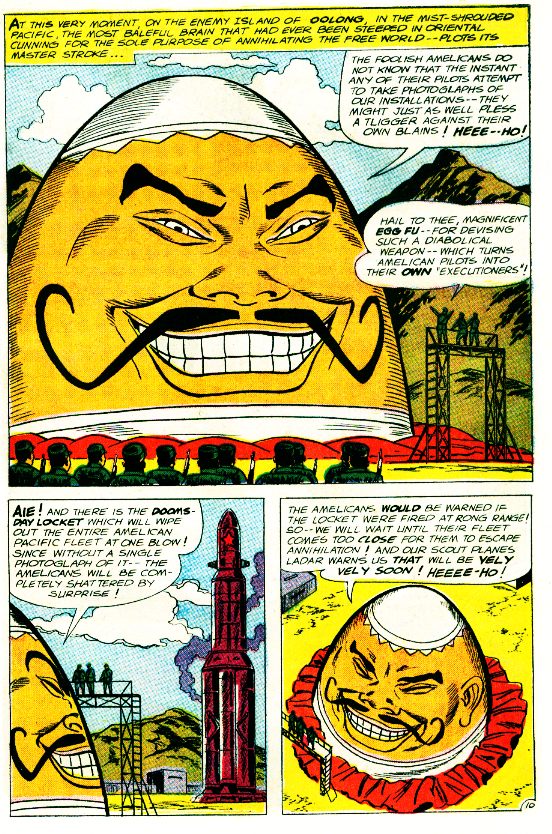 AT THIS VERY MOMENT, ON THE ENEMY ISLAND OF OOLONG, IN THE MIST-SHROUDED
PACIFIC, THE MOST BALEFUL BRAIN THAT HAD EVER BEEN STEEPED IN ORIENTAL
CUNNING FOR THE SOLE PURPOSE OF ANNIHILATING THE FREE WORLD--PLOTS ITS
MASTER STROKE...
THE FOOLISH AMELICANS DO
NOT KNOW THAT THE INSTANT
ANY OF THEIR PILOTS ATTEMPT
TO TAKE PHOTOGLAPHS OF
OUR INSTALLATIONS--THEY
MIGHT JUST AS WELL PLESS
A TLIGGER AGAINST THEIR
OWN BLAINS! HEEE--HO!
HAIL TO THEE, MAGNIFICENT
EGG FU--FOR DEVISING
SUCH A DIABOLICAL
WEAPON--WHICH TURNS
AMELICAN PILOTS INTO
THEIR OWN "EXECUTIONERS"!
AIE! AND THERE IS THE DOOMS-
DAY LOCKET WHICH WILL WIPE
OUT THE ENTIRE AMELICAN
PACIFIC FLEET AT ONE BLOW!
SINCE WITHOUT A SINGLE
PHOTOGLAPH OF IT--THE
AMELICANS WILL BE COM-
PLETELY SHATTERED BY
SURPRISE!
THE AMELICANS WOULD BE WARNED IF
THE LOCKET WERE FIRED AT RONG RANGE!
SO--WE WILL WAIT UNTIL THEIR FLEET
COMES TOO CLOSE FOR THEM TO ESCAPE
ANNIHILATION! AND OUR SCOUT PLANES
LADAR WARNS US THAT WILL BE VELY
VELY SOON! HEEEE-HO!
10